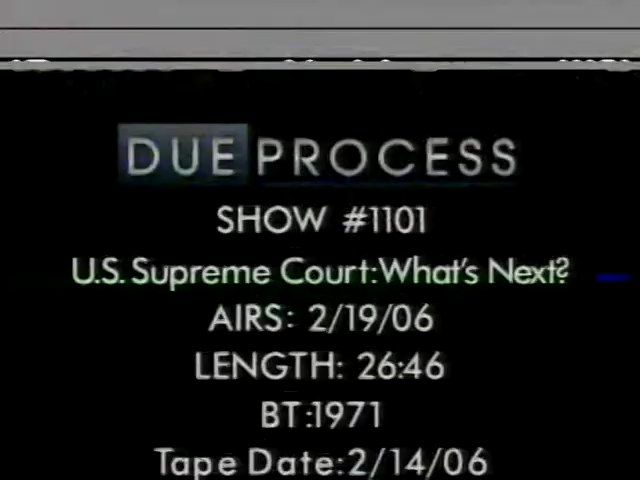 DUE PROCESS
SHOW #1101
U.S. Supreme Court:What's Next?
AIRS: 2/19/06
LENGTH: 26:46
BT:1971
Tape Date:2/14/06